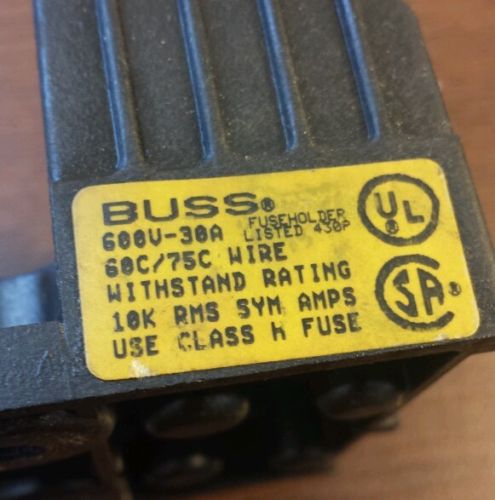 BUSS®
FUSEHOLDER
600V-30A LISTED 430P
60C/75C WIRE
WITHSTAND RATING
10K RMS SYM AMPS
USE CLASS H FUSE
UL®
SA®